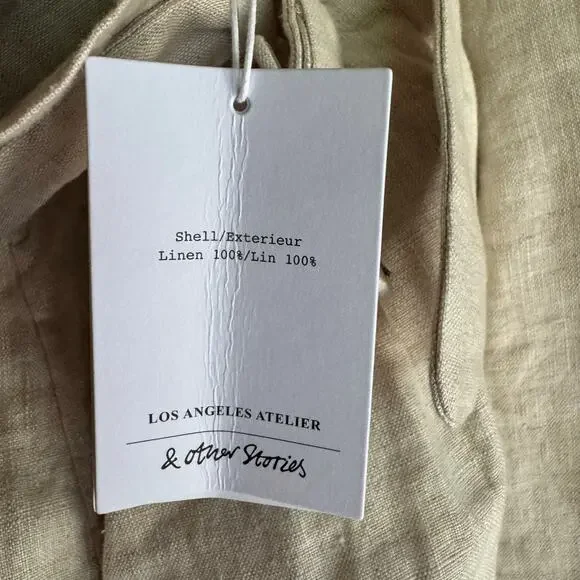 Shell/Exterieur
Linen 100%/Lin 100%
LOS ANGELES ATELIER
& other Stories